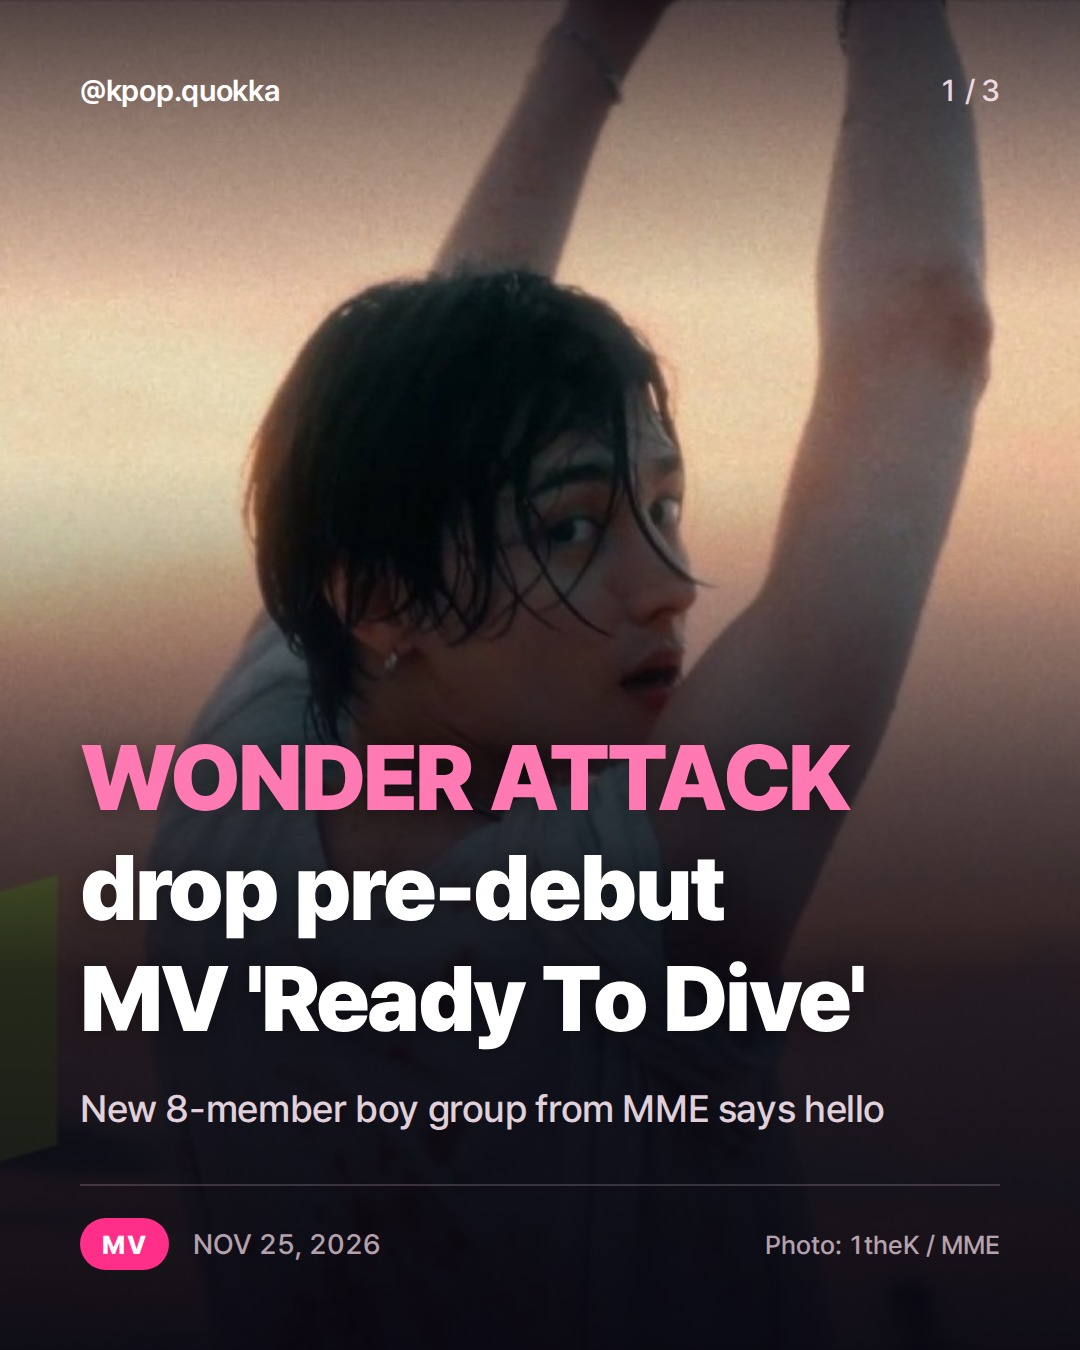 @kpop.quokka
1 / 3
WONDER ATTACK
drop pre-debut
MV 'Ready To Dive'
New 8-member boy group from MME says hello
MV
NOV 25, 2026
Photo: 1theK / MME